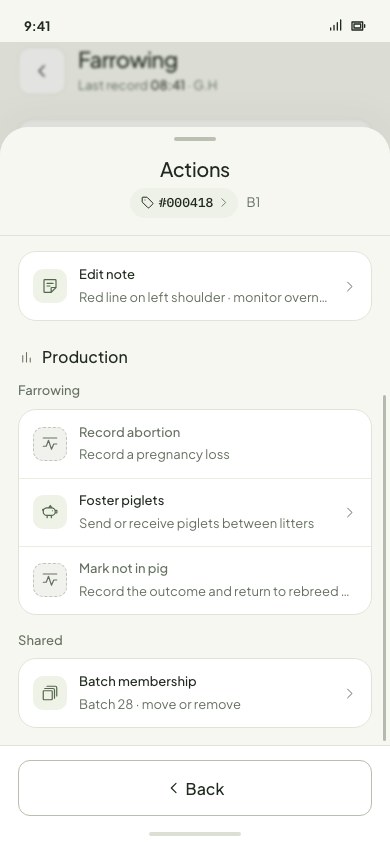 9:41
Farrowing
Last record 08:41 · G.H
Actions
#000418 B1
Edit note
Red line on left shoulder · monitor overn...
Production
Farrowing
Record abortion
Record a pregnancy loss
Foster piglets
Send or receive piglets between litters
Mark not in pig
Record the outcome and return to rebreed ...
Shared
Batch membership
Batch 28 · move or remove
Back